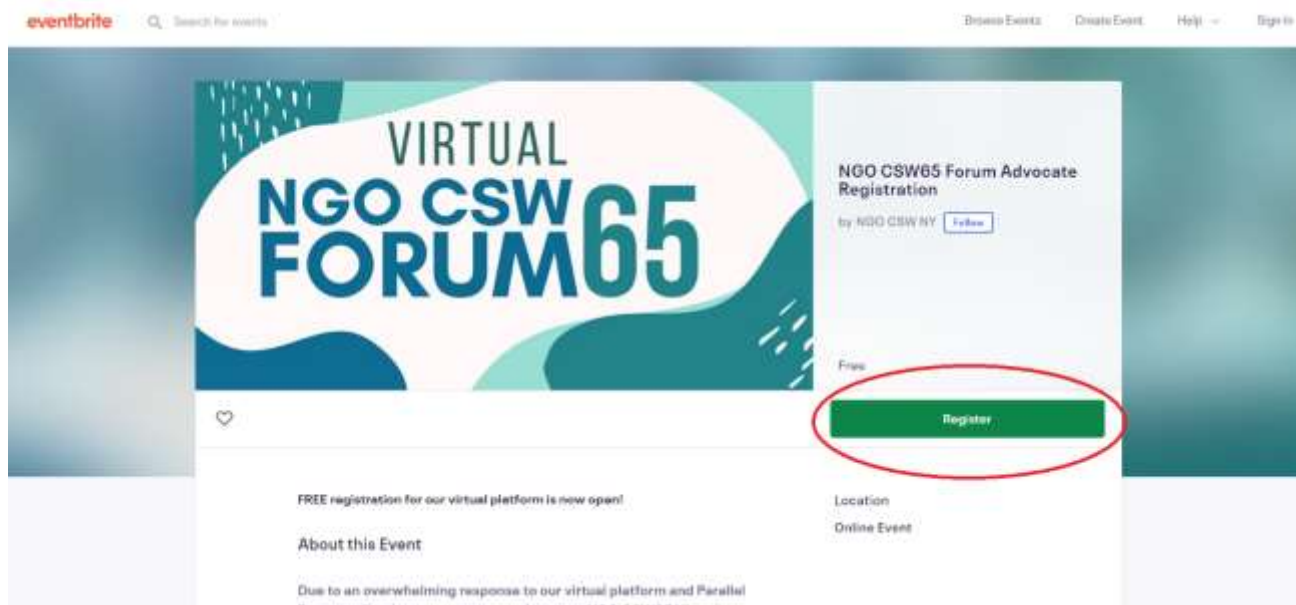 eventbrite
Search for events
Browse Events Create Event Help Sign In
VIRTUAL
NGO CSW
FORUM 65
NGO CSW65 Forum Advocate
Registration
by NGO CSW NY Follow
Free
Register
FREE registration for our virtual platform is now open!
About this Event
Due to an overwhelming response to our virtual platform and Parallel
Location
Online Event